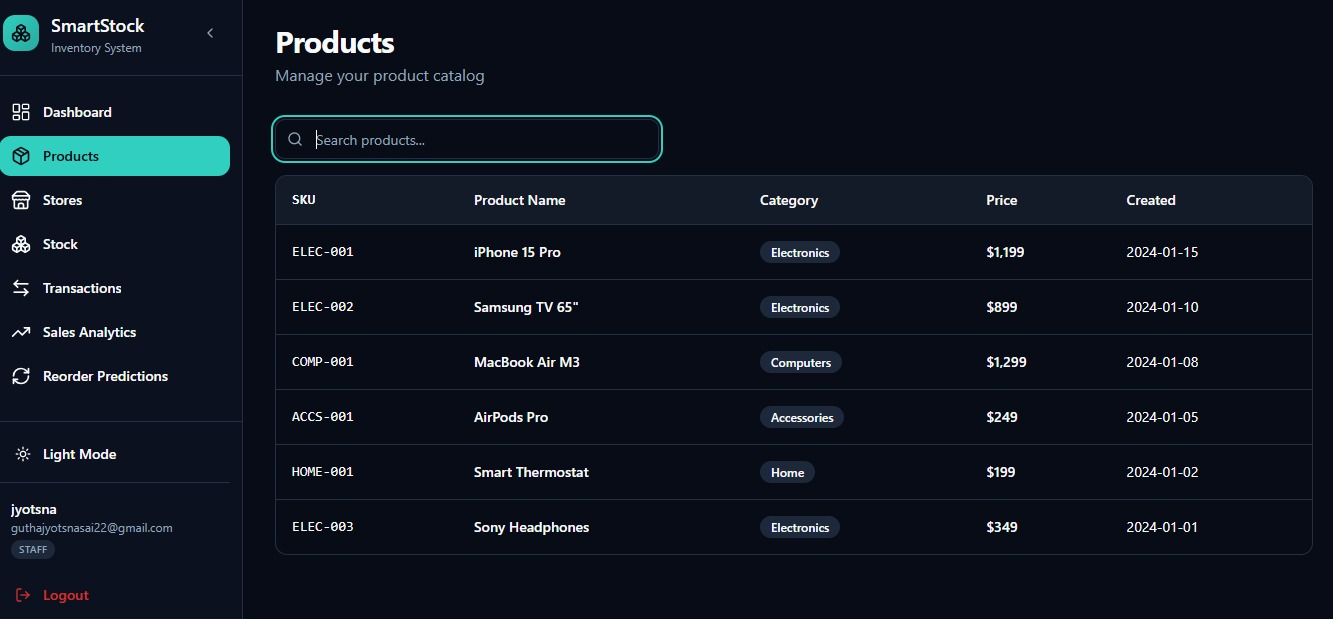 SmartStock
Inventory System
Dashboard
Products
Stores
Stock
Transactions
Sales Analytics
Reorder Predictions
Light Mode
jyotsna
guthajyotsnasai22@gmail.com
STAFF
Logout
Products
Manage your product catalog
Search products...
SKU Product Name Category Price Created
ELEC-001 iPhone 15 Pro Electronics $1,199 2024-01-15
ELEC-002 Samsung TV 65" Electronics $899 2024-01-10
COMP-001 MacBook Air M3 Computers $1,299 2024-01-08
ACCS-001 AirPods Pro Accessories $249 2024-01-05
HOME-001 Smart Thermostat Home $199 2024-01-02
ELEC-003 Sony Headphones Electronics $349 2024-01-01